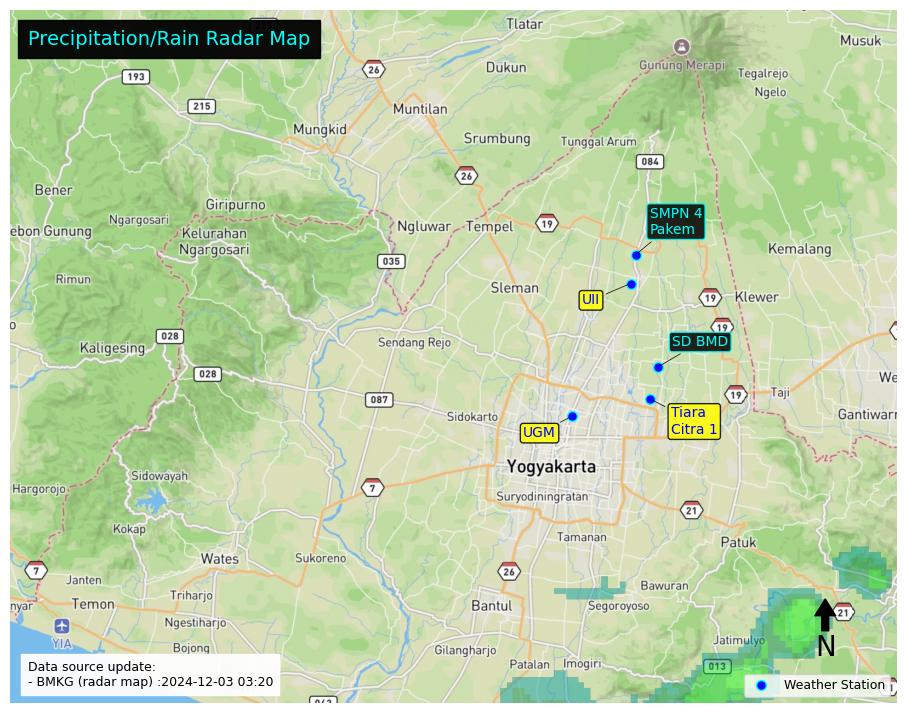 Precipitation/Rain Radar Map
Tlatar
Musuk
26
Dukun
Gunung Merapi
Tegalrejo
Ngelo
193
215
Muntilan
Mungkid
Srumbung
Tunggal Arum
084
26
Bener
Giripurno
Ngargosari
ebon Gunung
Kelurahan
Ngargosari
Ngluwar
Tempel
19
SMPN 4
Pakem
Kemalang
035
Rimun
Sleman
UII
19
Klewer
19
028
Kaligesing
Sendang Rejo
SD BMD
028
We
087
19
Taji
Sidokarto
Tiara
Citra 1
Gantiwarr
UGM
Yogyakarta
Sidowayah
Hargorojo
7
Suryodiningratan
21
Kokap
Tamanan
Patuk
Wates
Sukoreno
7
26
Janten
Bawuran
nyar
Temon
Triharjo
Bantul
Segoroyoso
21
YIA
Ngestiharjo
N
Bojong
Gilangharjo
Jatimulyo
Patalan
Imogiri
013
Data source update:
- BMKG (radar map) :2024-12-03 03:20
Weather Station